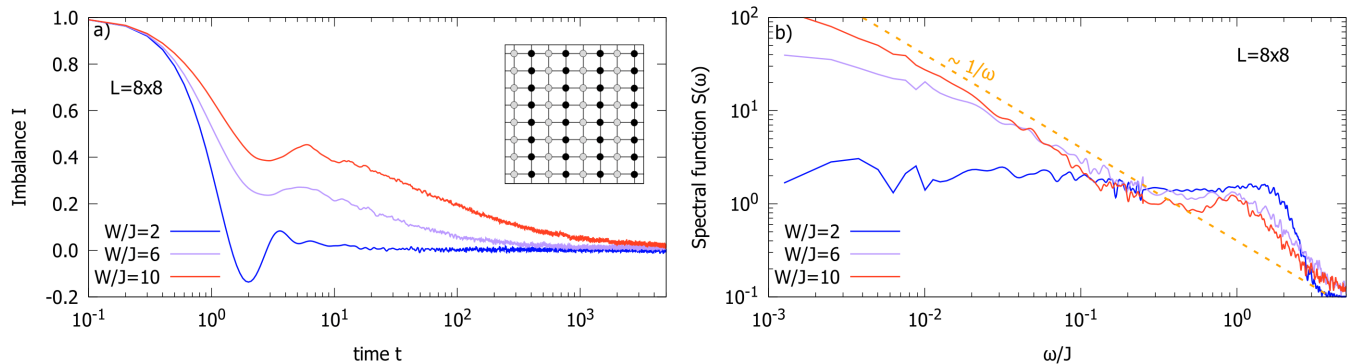 a)
L=8x8
Imbalance I
1.0
0.8
0.6
0.4
0.2
0.0
-0.2
W/J=2
W/J=6
W/J=10
10^-1
10^0
10^1
10^2
10^3
time t
b)
L=8x8
~ 1/ω
Spectral function S(ω)
10^2
10^1
10^0
10^-1
W/J=2
W/J=6
W/J=10
10^-3
10^-2
10^-1
10^0
ω/J